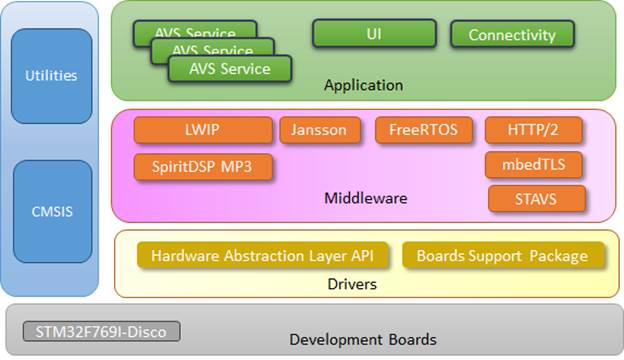 Utilities
CMSIS
AVS Service
AVS Service
AVS Service
UI
Connectivity
Application
LWIP
Jansson
FreeRTOS
HTTP/2
SpiritDSP MP3
mbedTLS
STAVS
Middleware
Hardware Abstraction Layer API
Boards Support Package
Drivers
STM32F769I-Disco
Development Boards